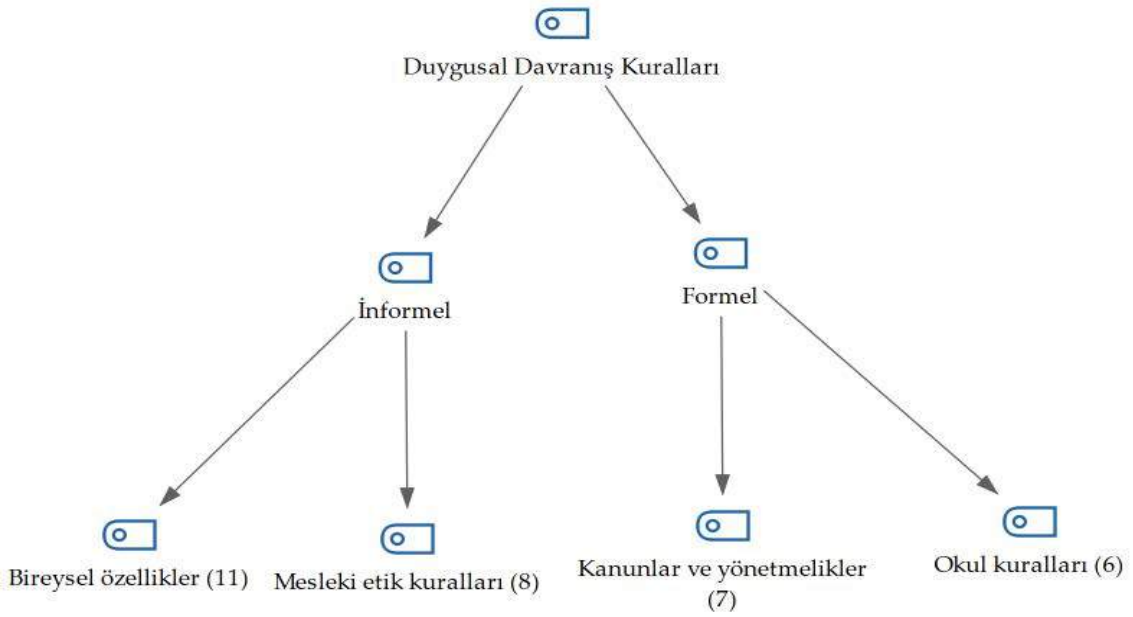 Duygusal Davranış Kuralları
İnformel
Formel
Bireysel özellikler (11)
Mesleki etik kuralları (8)
Kanunlar ve yönetmelikler
(7)
Okul kuralları (6)